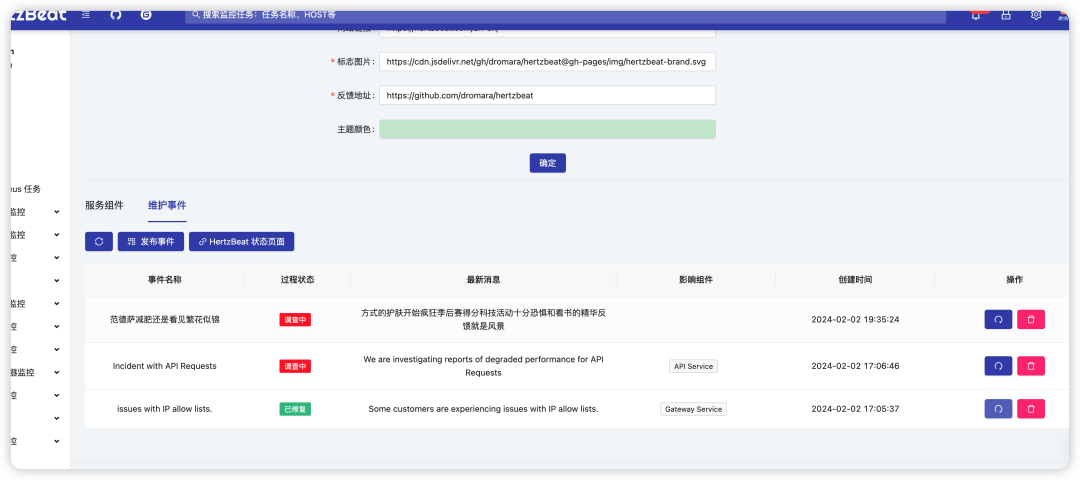 搜索监控任务：任务名称、HOST等
* 标志图片： https://cdn.jsdelivr.net/gh/dromara/hertzbeat@gh-pages/img/hertzbeat-brand.svg
* 反馈地址： https://github.com/dromara/hertzbeat
主题颜色：
确定
eus 任务
监控
监控
控
监控
控
控
器监控
控
控
服务组件 维护事件
发布事件 HertzBeat 状态页面
事件名称 过程状态 最新消息 影响组件 创建时间 操作
范德萨减肥还是看见繁花似锦 调查中 方式的护肤开始疯狂季后赛得分科技活动十分恐惧和看书的精华反 2024-02-02 19:35:24
馈就是风景
Incident with API Requests 调查中 We are investigating reports of degraded performance for API API Service 2024-02-02 17:06:46
Requests
issues with IP allow lists. 已修复 Some customers are experiencing issues with IP allow lists. Gateway Service 2024-02-02 17:05:37